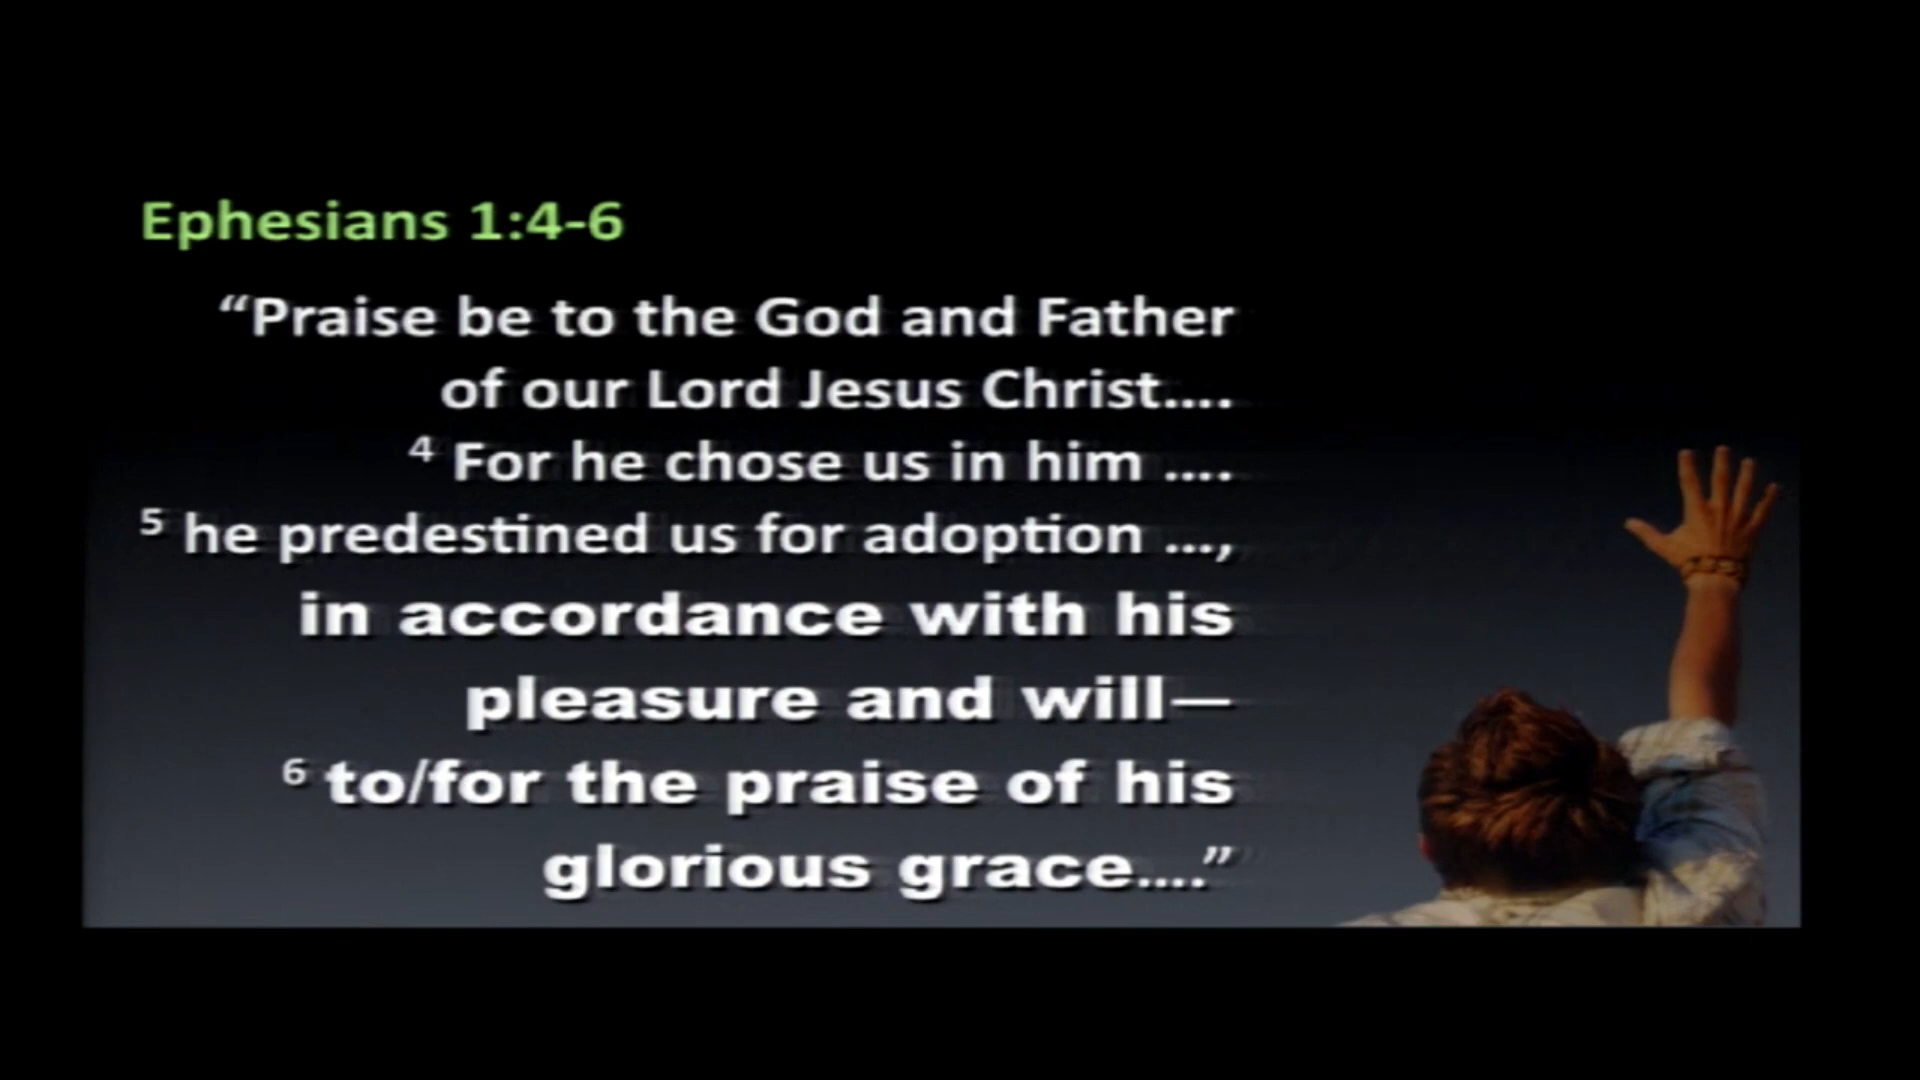 Ephesians 1:4-6
“Praise be to the God and Father
of our Lord Jesus Christ....
⁴ For he chose us in him ....
⁵ he predestined us for adoption ...,
in accordance with his
pleasure and will—
⁶ to/for the praise of his
glorious grace....”